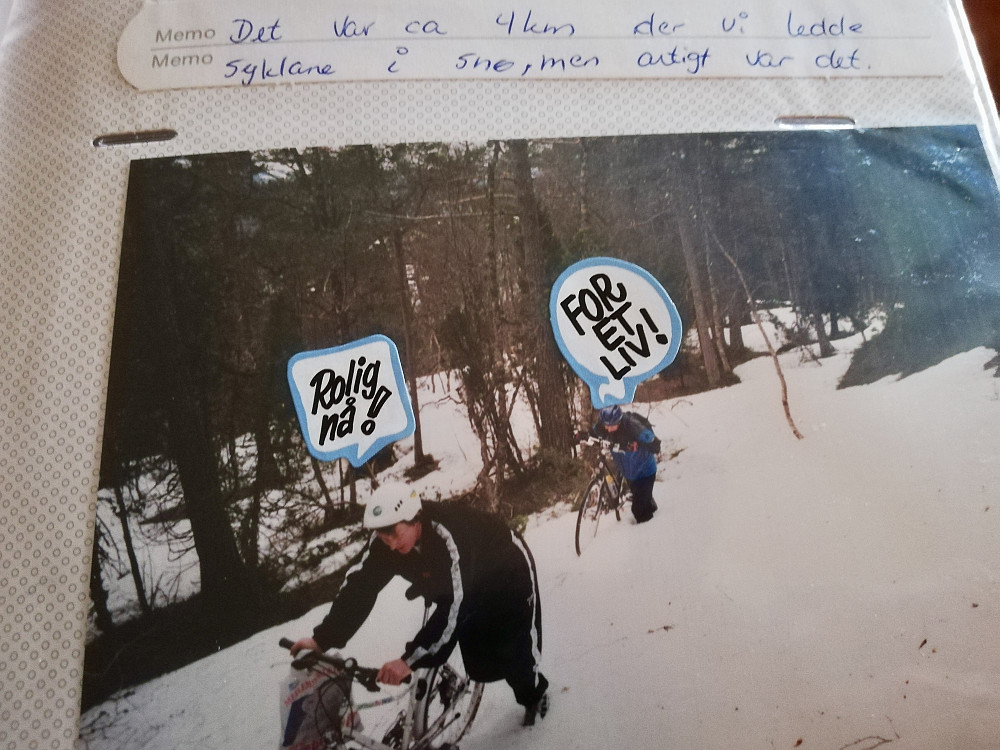 Memo Det var ca 4km der vi ledde
Memo syklane i snø, men artigt var det.
FOR
ET
LIV!
Rolig
nå!